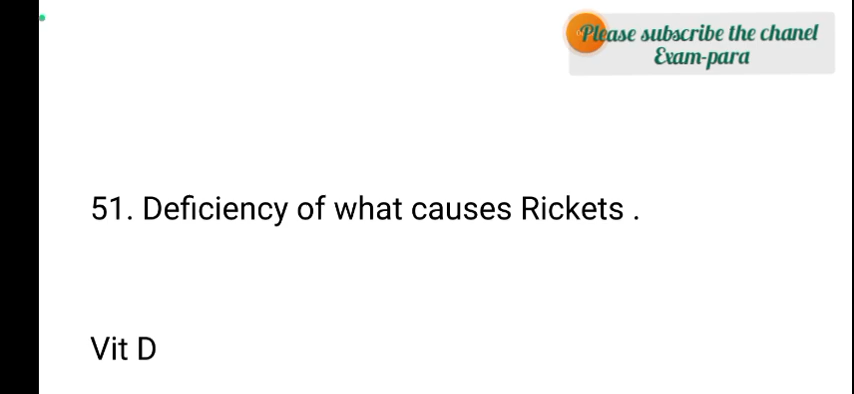 Please subscribe the chanel
Exam-para
51. Deficiency of what causes Rickets .
Vit D